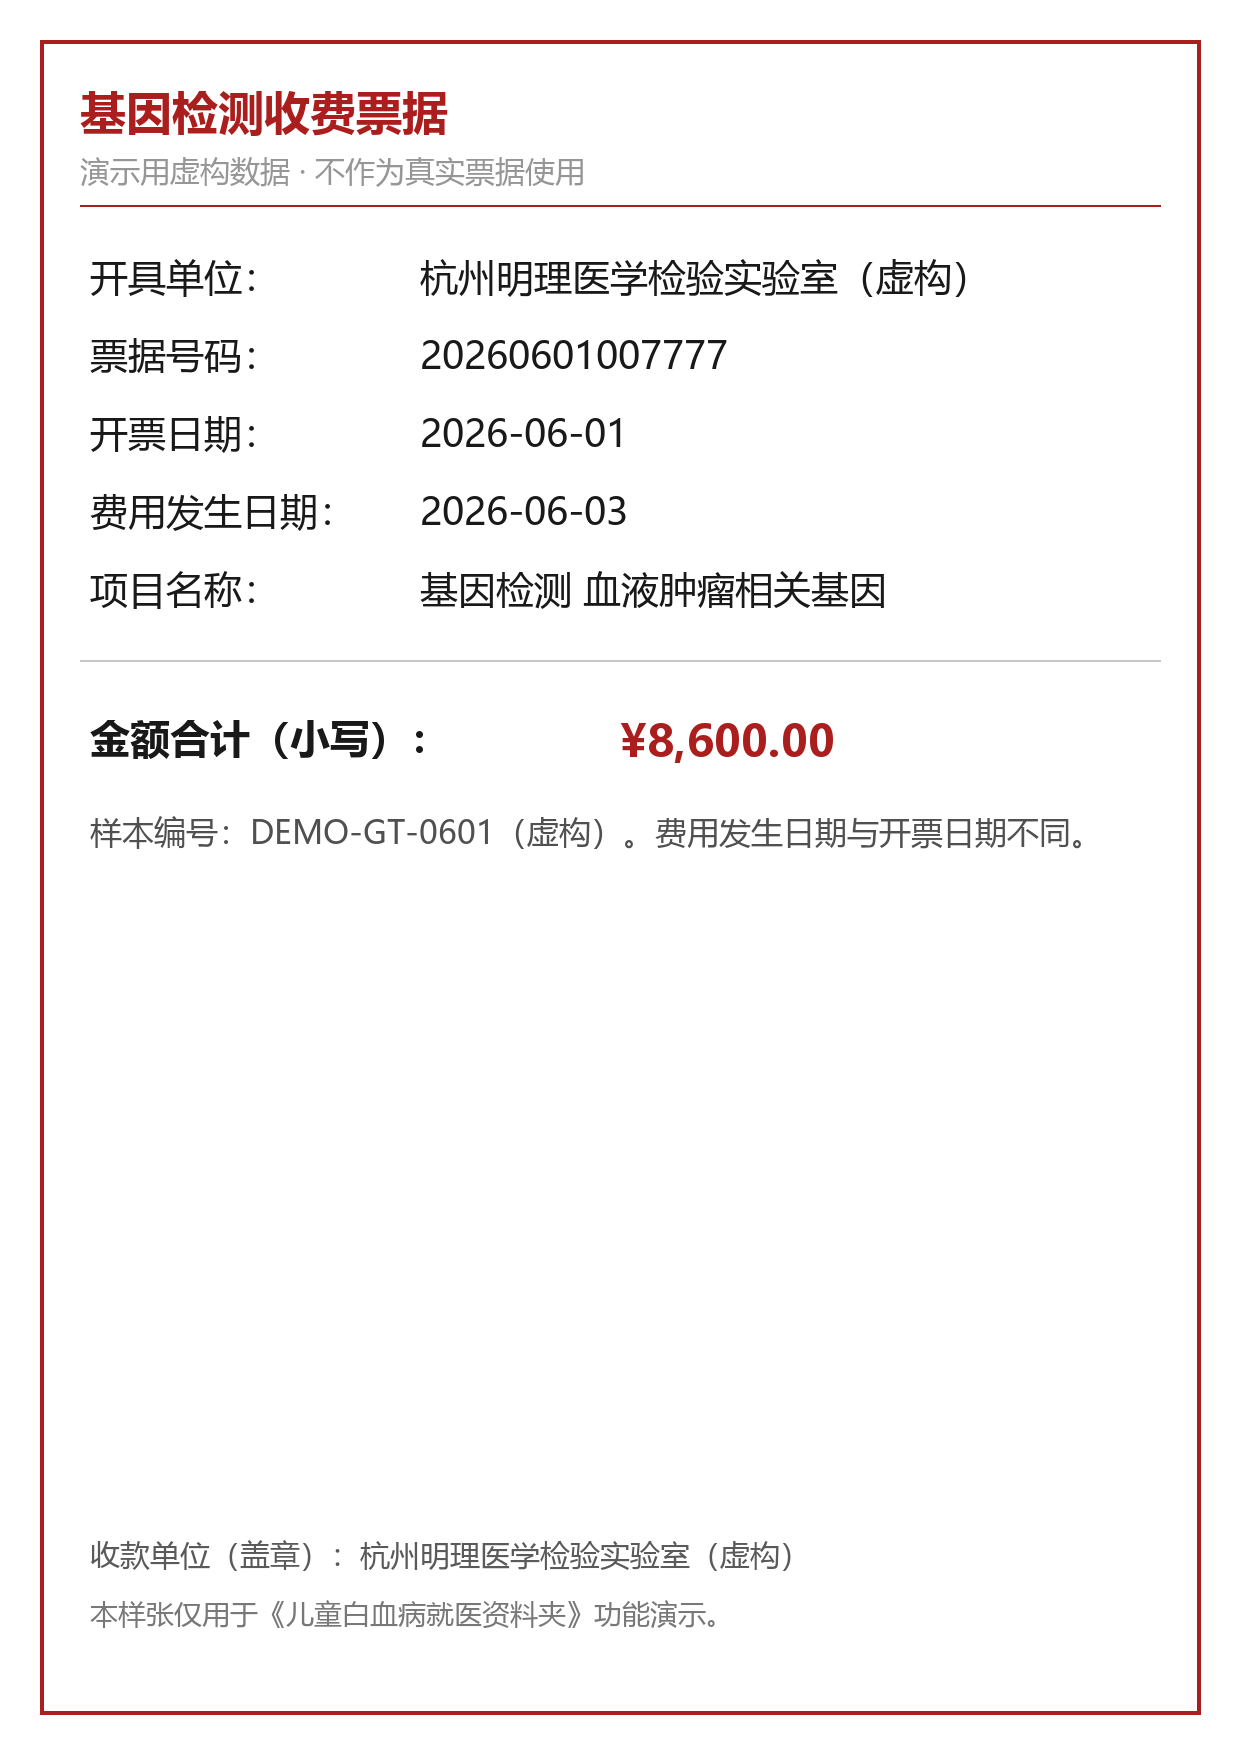 基因检测收费票据
演示用虚构数据 · 不作为真实票据使用
开具单位： 杭州明理医学检验实验室（虚构）
票据号码： 20260601007777
开票日期： 2026-06-01
费用发生日期： 2026-06-03
项目名称： 基因检测 血液肿瘤相关基因
金额合计（小写）： ¥8,600.00
样本编号：DEMO-GT-0601（虚构）。费用发生日期与开票日期不同。
收款单位（盖章）：杭州明理医学检验实验室（虚构）
本样张仅用于《儿童白血病就医资料夹》功能演示。